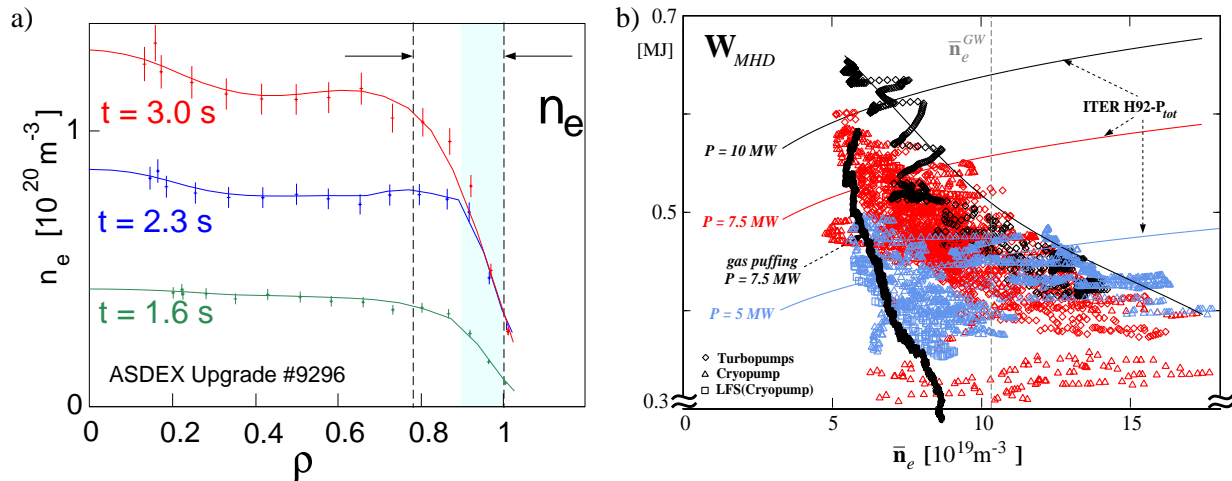 a)
n_e [10^20 m^-3]
1
0
t = 3.0 s
t = 2.3 s
t = 1.6 s
n_e
ASDEX Upgrade #9296
0 0.2 0.4 0.6 0.8 1
ρ
b)
0.7
[MJ]
0.5
0.3
W_MHD
n̅_e^GW
ITER H92-P_tot
P = 10 MW
P = 7.5 MW
gas puffing
P = 7.5 MW
P = 5 MW
Turbopumps
Cryopump
LFS(Cryopump)
0 5 10 15
n̅_e [10^19 m^-3]